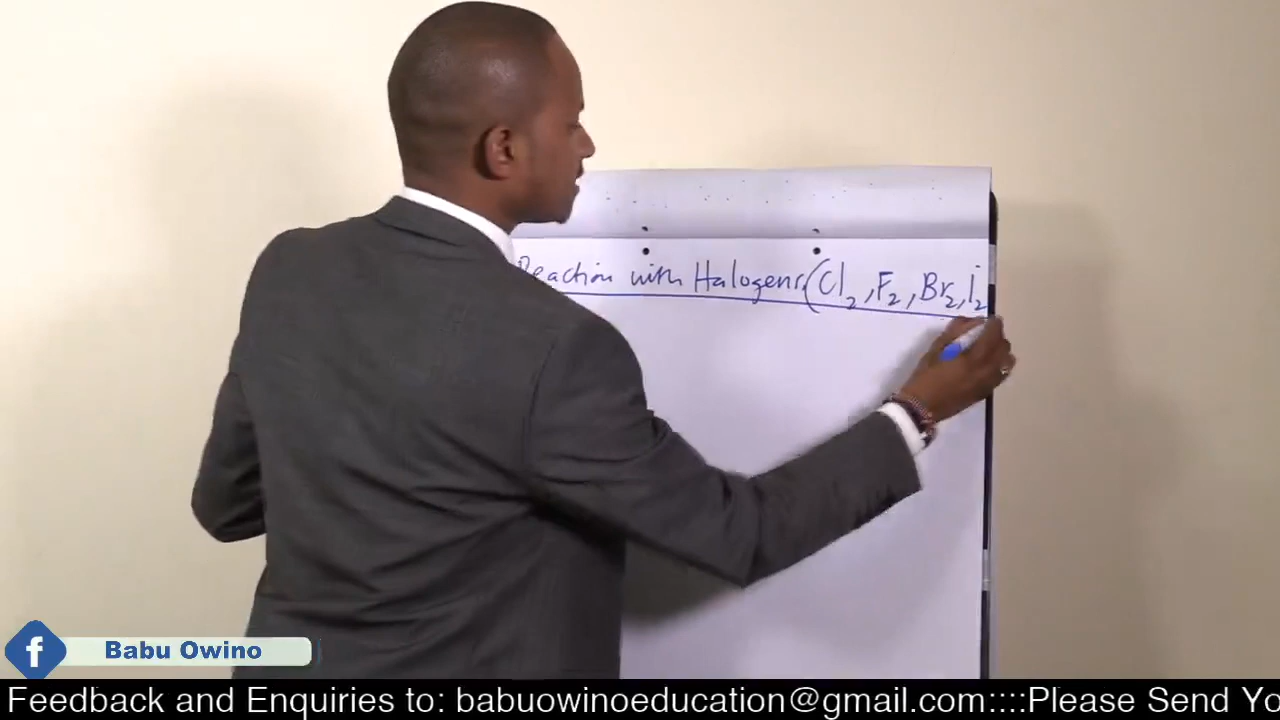 Reaction with Halogens (Cl₂, F₂, Br₂, I₂
f
Babu Owino
Feedback and Enquiries to: babuowinoeducation@gmail.com::::Please Send Yo